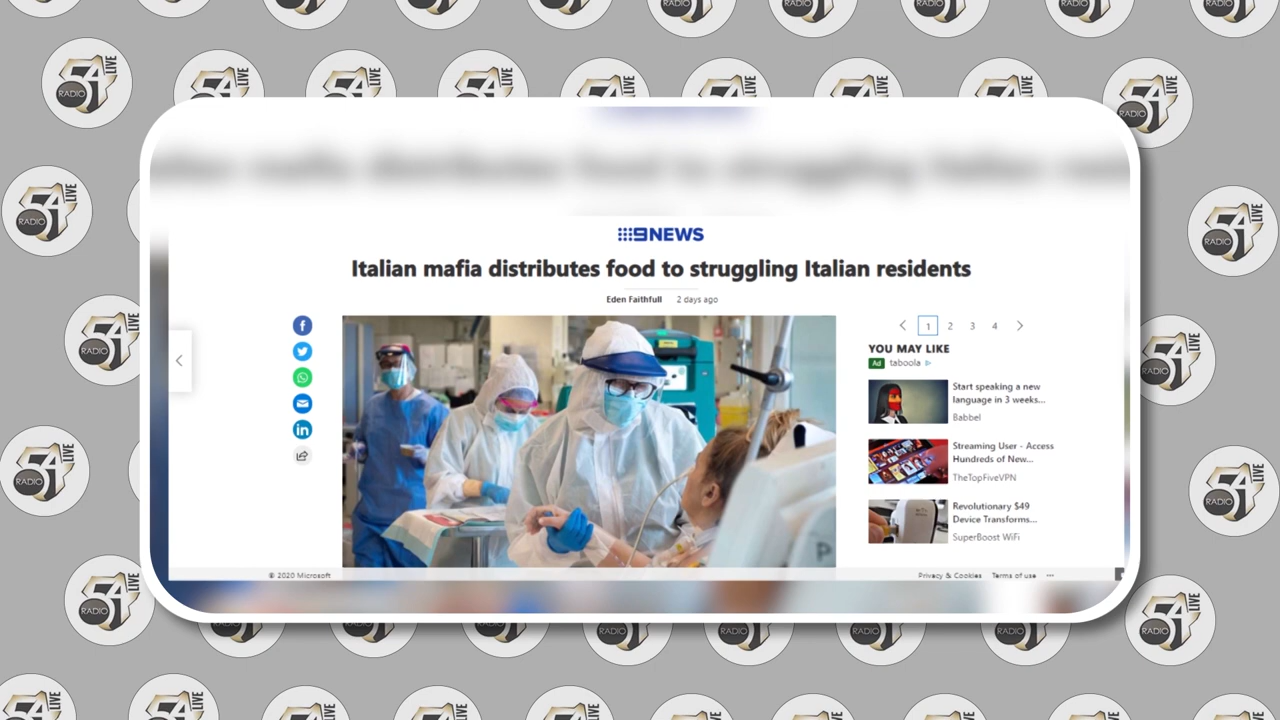 9NEWS
Italian mafia distributes food to struggling Italian residents
Eden Faithfull 2 days ago
1 2 3 4
YOU MAY LIKE
Ad taboola
Start speaking a new
language in 3 weeks...
Babbel
Streaming User - Access
Hundreds of New...
TheTopFiveVPN
Revolutionary $49
Device Transforms...
SuperBoost WiFi
P
© 2020 Microsoft
Privacy & Cookies Terms of use ...
RADIO 54 LIVE